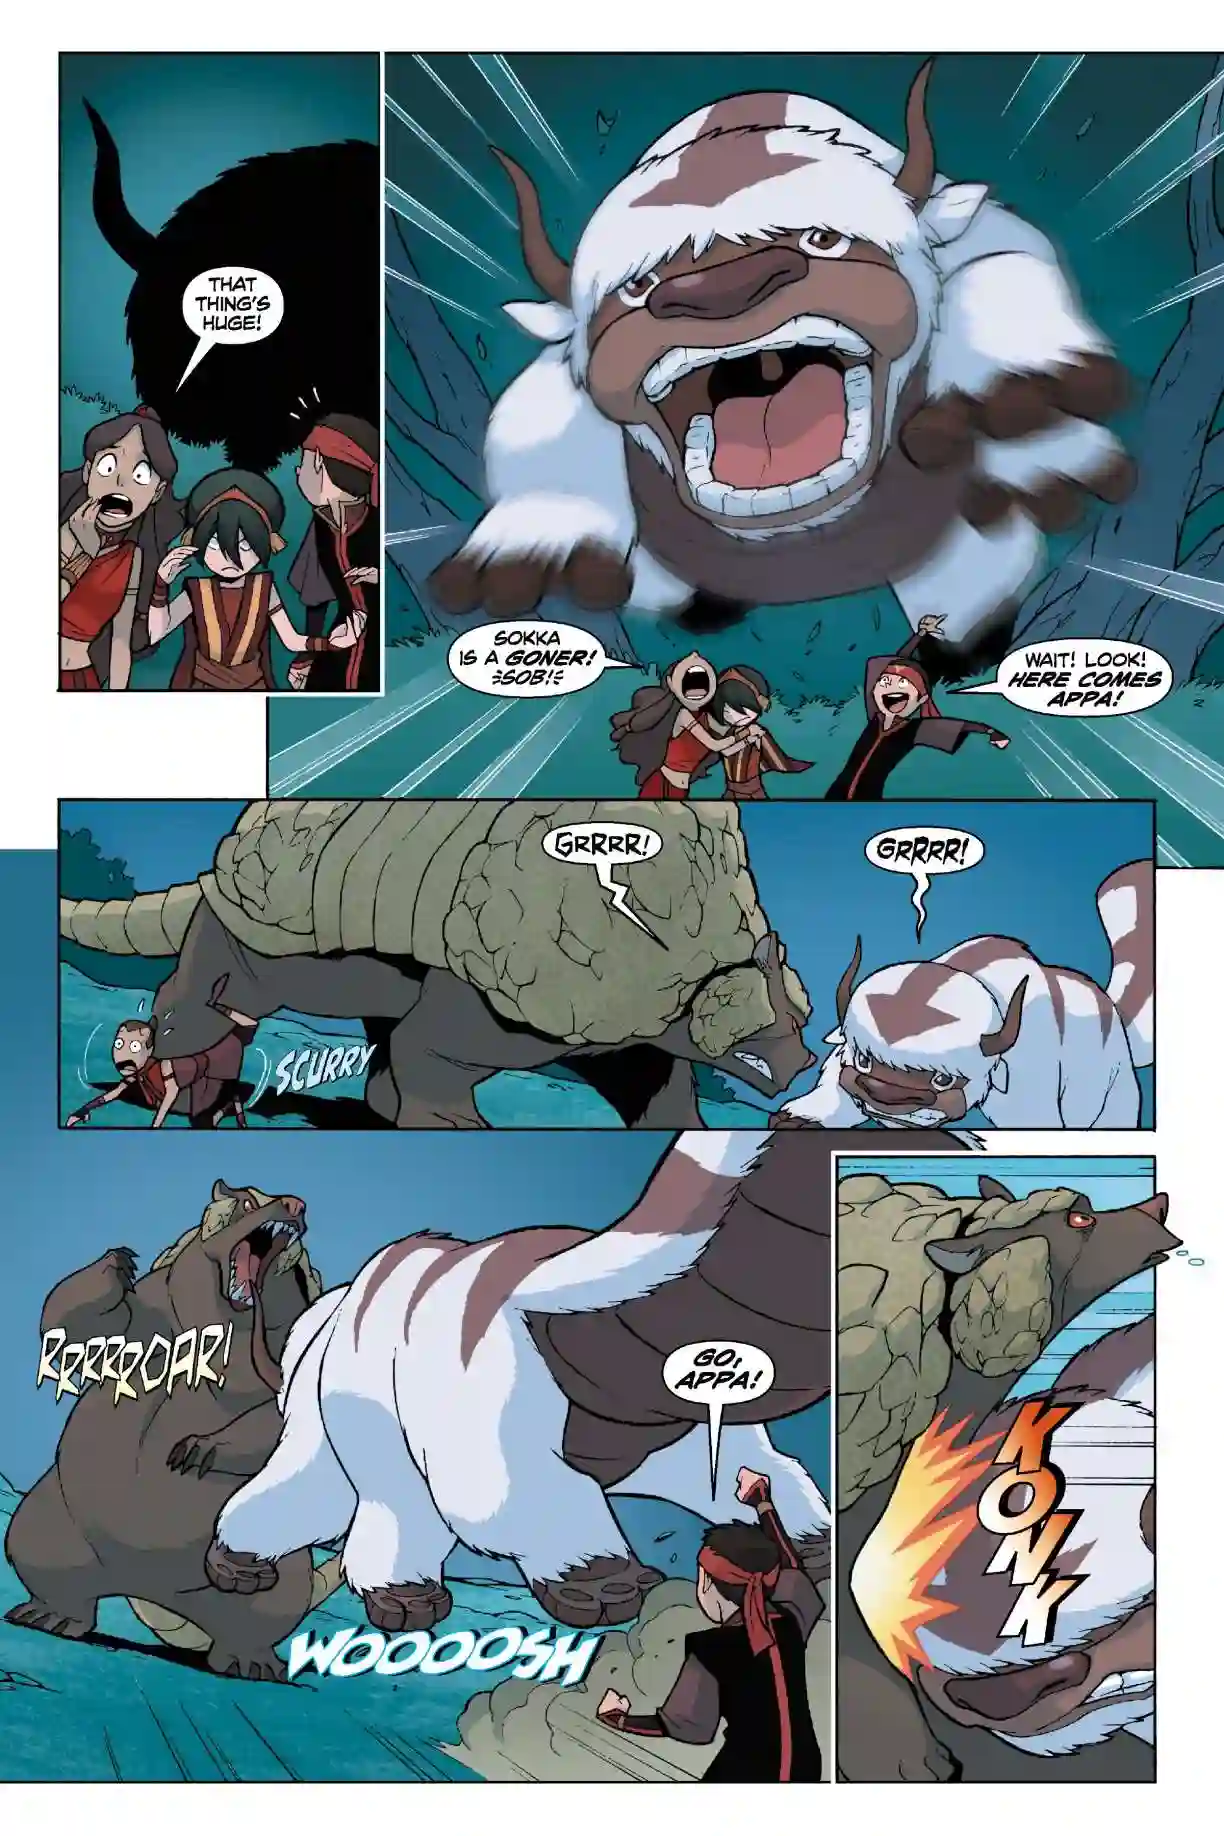 THAT
THING'S
HUGE!
SOKKA
IS A GONER!
SOB!
WAIT! LOOK!
HERE COMES
APPA!
GRRRR!
GRRRR!
SCURRY
RRRRROAR!
GO,
APPA!
WOOOOSH
KONK